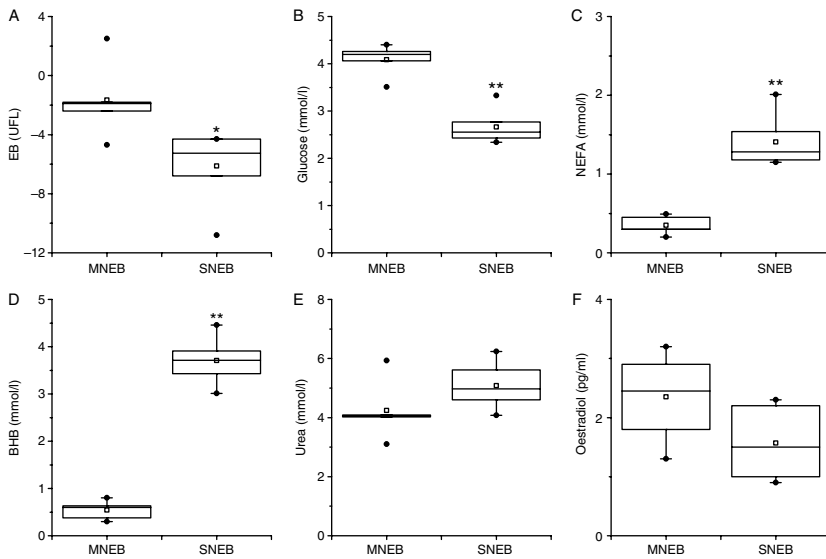 A
EB (UFL)
4
0
−4
−8
−12
*
MNEB
SNEB
B
Glucose (mmol/l)
5
4
3
2
1
0
**
MNEB
SNEB
C
NEFA (mmol/l)
3
2
1
0
**
MNEB
SNEB
D
BHB (mmol/l)
5
4
3
2
1
0
**
MNEB
SNEB
E
Urea (mmol/l)
8
6
4
2
0
MNEB
SNEB
F
Oestradiol (pg/ml)
4
2
0
MNEB
SNEB